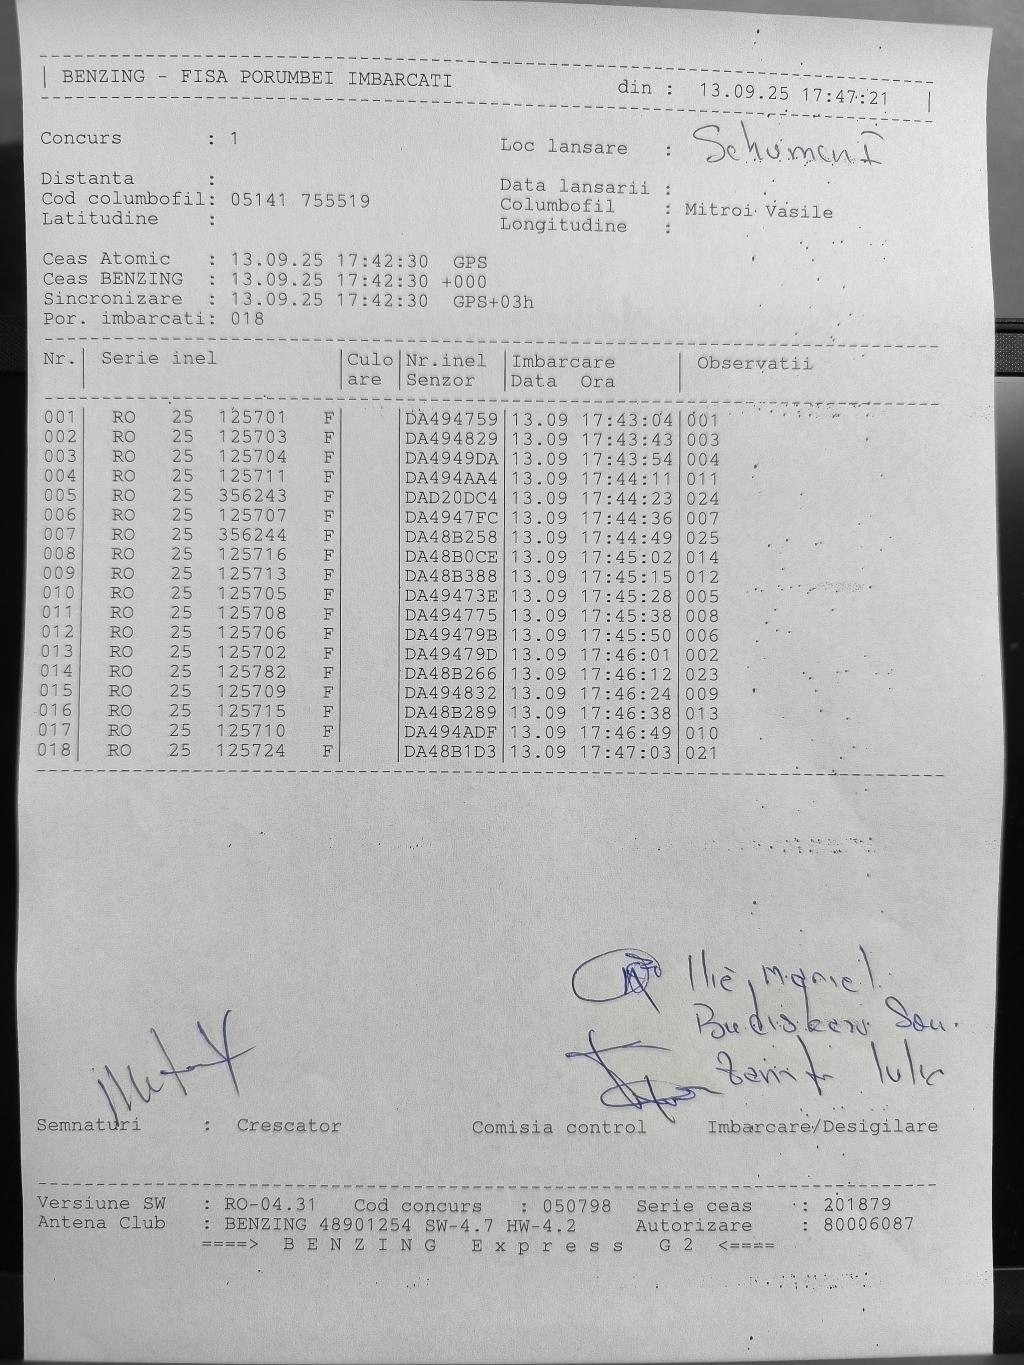 BENZING - FISA PORUMBEI IMBARCATI din : 13.09.25 17:47:21
Concurs : 1 Loc lansare :
Distanta : Data lansarii :
Cod columbofil: 05141 755519 Columbofil : Mitroi Vasile
Latitudine : Longitudine :
Ceas Atomic : 13.09.25 17:42:30 GPS
Ceas BENZING : 13.09.25 17:42:30 +000
Sincronizare : 13.09.25 17:42:30 GPS+03h
Por. imbarcati: 018
Nr. Serie inel Culo Nr.inel Imbarcare Observatii
are Senzor Data Ora
001 RO 25 125701 F DA494759 13.09 17:43:04 001
002 RO 25 125703 F DA494829 13.09 17:43:43 003
003 RO 25 125704 F DA4949DA 13.09 17:43:54 004
004 RO 25 125711 F DA494AA4 13.09 17:44:11 011
005 RO 25 356243 F DAD20DC4 13.09 17:44:23 024
006 RO 25 125707 F DA4947FC 13.09 17:44:36 007
007 RO 25 356244 F DA48B258 13.09 17:44:49 025
008 RO 25 125716 F DA48B0CE 13.09 17:45:02 014
009 RO 25 125713 F DA48B388 13.09 17:45:15 012
010 RO 25 125705 F DA49473E 13.09 17:45:28 005
011 RO 25 125708 F DA494775 13.09 17:45:38 008
012 RO 25 125706 F DA49479B 13.09 17:45:50 006
013 RO 25 125702 F DA49479D 13.09 17:46:01 002
014 RO 25 125782 F DA48B266 13.09 17:46:12 023
015 RO 25 125709 F DA494832 13.09 17:46:24 009
016 RO 25 125715 F DA48B289 13.09 17:46:38 013
017 RO 25 125710 F DA494ADF 13.09 17:46:49 010
018 RO 25 125724 F DA48B1D3 13.09 17:47:03 021
Ilie
Semnaturi : Crescator Comisia control Imbarcare/Desigilare
Versiune SW : RO-04.31 Cod concurs : 050798 Serie ceas : 201879
Antena Club : BENZING 48901254 SW-4.7 HW-4.2 Autorizare : 80006087
====> B E N Z I N G E x p r e s s G 2 <====